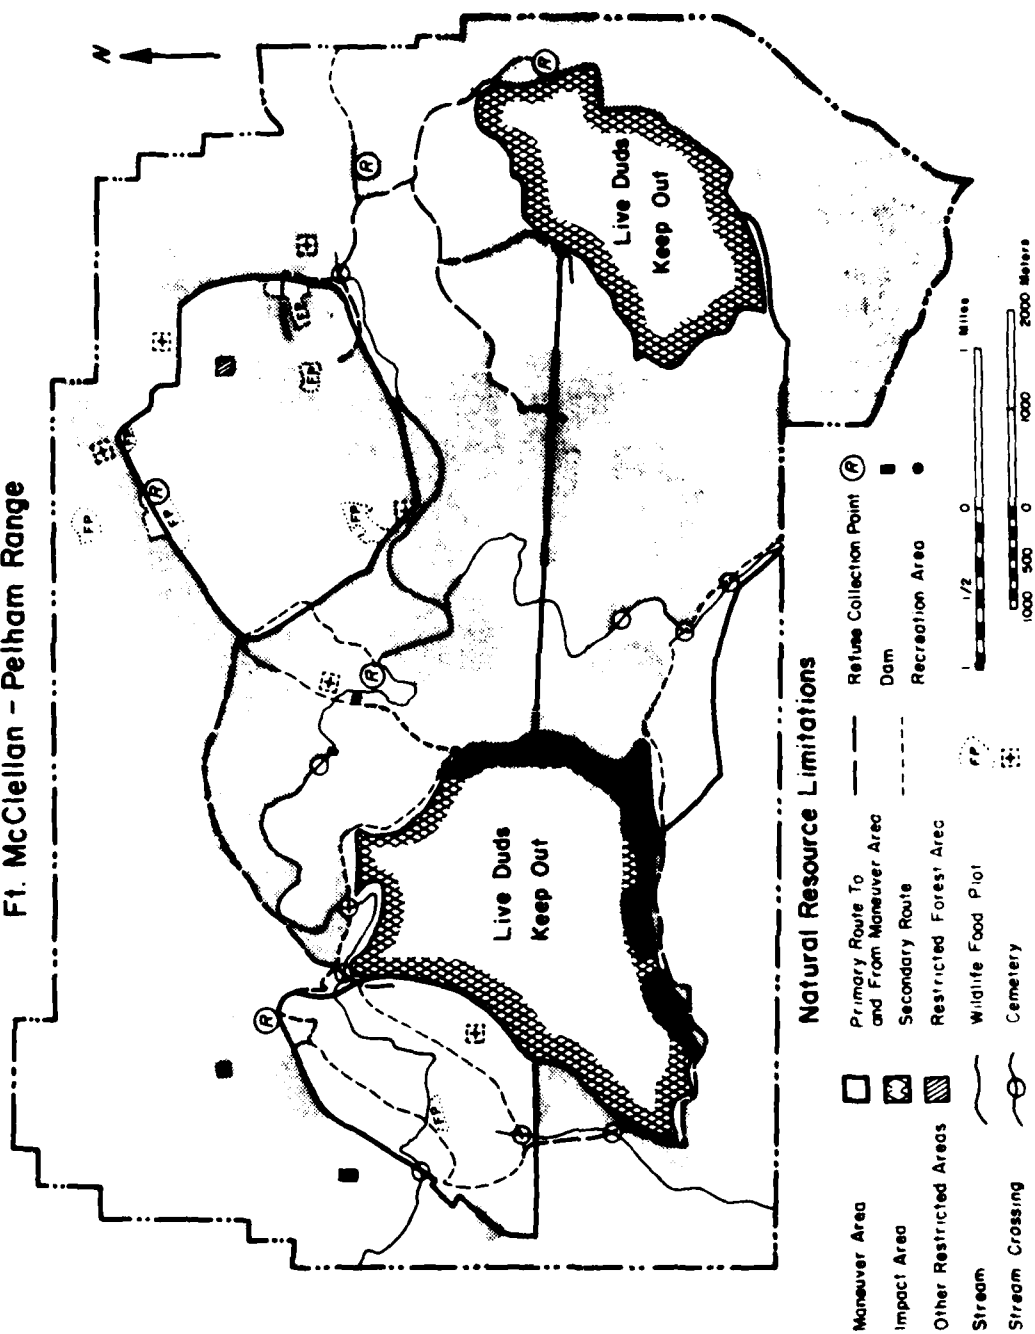 Ft. McClellan - Pelham Range
N
R
R
R
R
R
FP
FP
FP
FP
FP
FP
Live Duds
Keep Out
Live Duds
Keep Out
Natural Resource Limitations
Maneuver Area
Impact Area
Other Restricted Areas
Stream
Stream Crossing
Primary Route To
and From Maneuver Area
Secondary Route
Restricted Forest Area
Wildlife Food Plot
FP
Cemetery
Refuse Collection Point
R
Dam
Recreation Area
1 1/2 0 1 Miles
1000 500 0 1000 2000 Meters